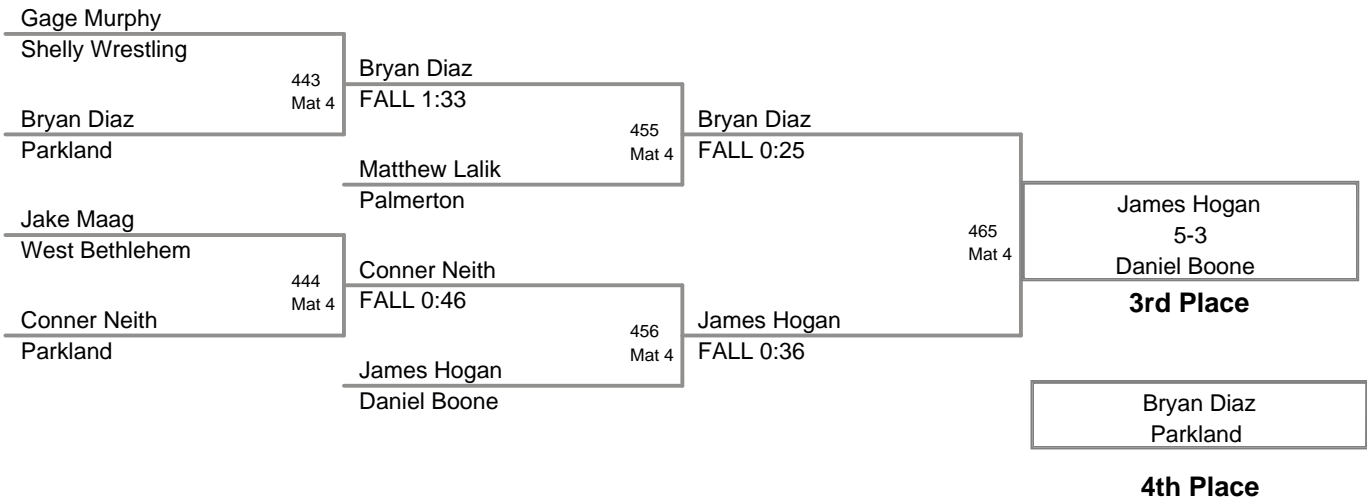 Gage Murphy
Shelly Wrestling
443
Mat 4
Bryan Diaz
Parkland
Bryan Diaz
FALL 1:33
455
Mat 4
Matthew Lalik
Palmerton
Bryan Diaz
FALL 0:25
Jake Maag
West Bethlehem
444
Mat 4
Conner Neith
Parkland
Conner Neith
FALL 0:46
456
Mat 4
James Hogan
Daniel Boone
James Hogan
FALL 0:36
465
Mat 4
James Hogan
5-3
Daniel Boone
3rd Place
Bryan Diaz
Parkland
4th Place